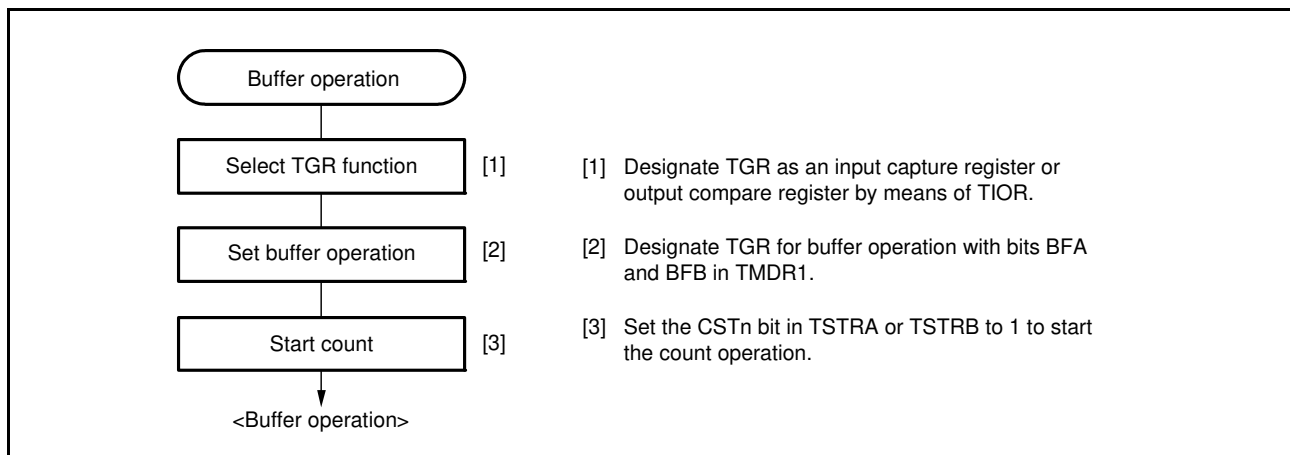 Buffer operation
Select TGR function [1]
Set buffer operation [2]
Start count [3]
<Buffer operation>
[1] Designate TGR as an input capture register or
output compare register by means of TIOR.
[2] Designate TGR for buffer operation with bits BFA
and BFB in TMDR1.
[3] Set the CSTn bit in TSTRA or TSTRB to 1 to start
the count operation.